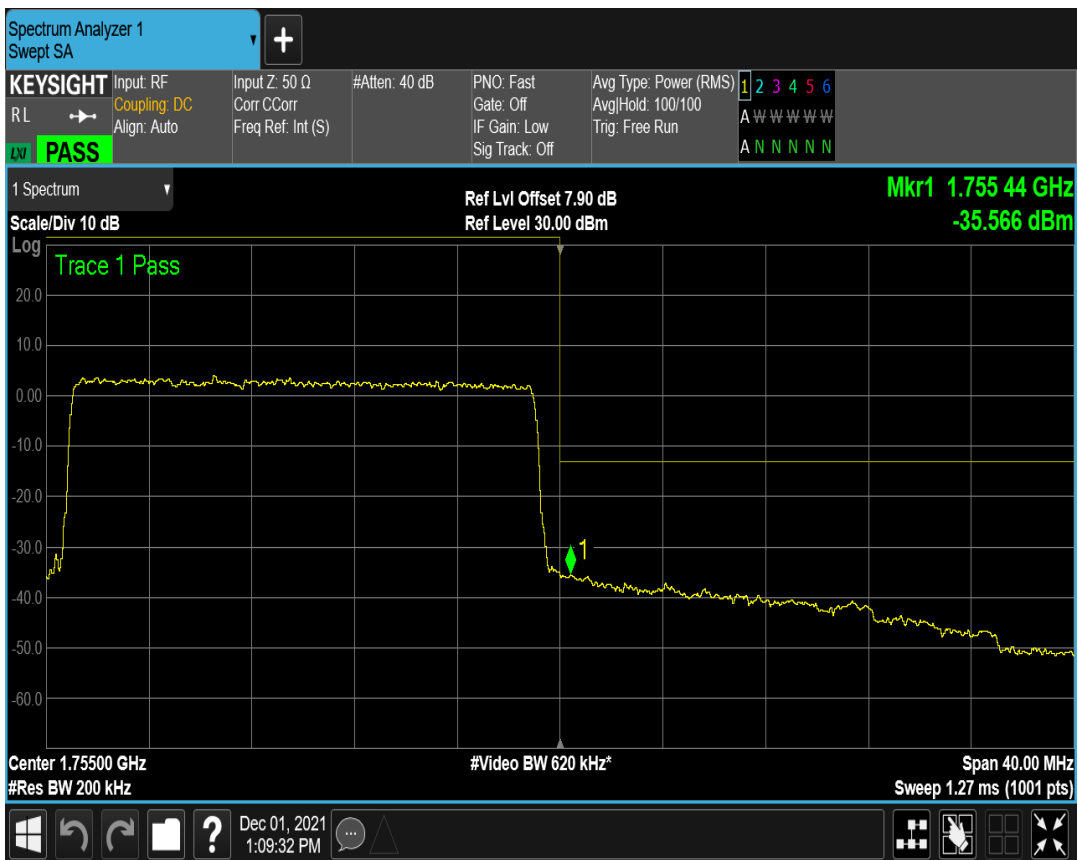 Spectrum Analyzer 1
Swept SA
+
KEYSIGHT
RL
LXI PASS
Input: RF
Coupling: DC
Align: Auto
Input Z: 50 Ω
Corr CCorr
Freq Ref: Int (S)
#Atten: 40 dB
PNO: Fast
Gate: Off
IF Gain: Low
Sig Track: Off
Avg Type: Power (RMS)
Avg|Hold: 100/100
Trig: Free Run
1 2 3 4 5 6
A W W W W W
A N N N N N
1 Spectrum
Scale/Div 10 dB
Ref Lvl Offset 7.90 dB
Ref Level 30.00 dBm
Mkr1 1.755 44 GHz
-35.566 dBm
Log
Trace 1 Pass
20.0
10.0
0.00
-10.0
-20.0
-30.0
1
-40.0
-50.0
-60.0
Center 1.75500 GHz
#Res BW 200 kHz
#Video BW 620 kHz*
Span 40.00 MHz
Sweep 1.27 ms (1001 pts)
?
Dec 01, 2021
1:09:32 PM